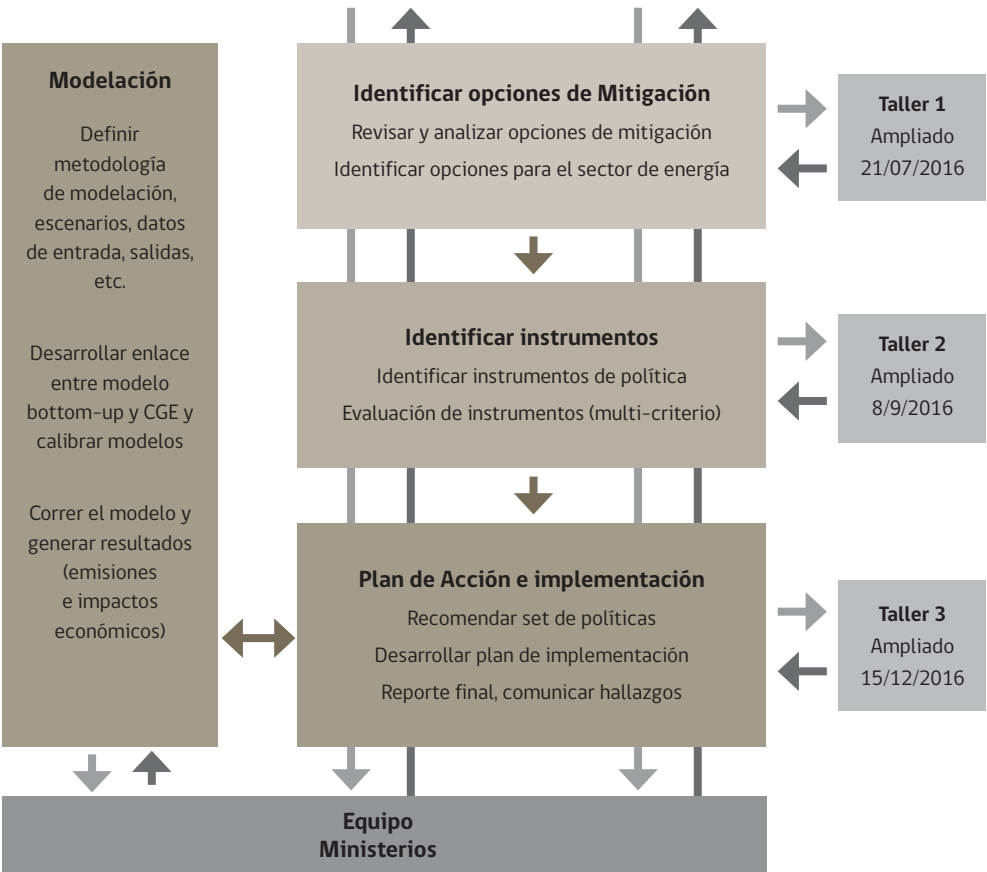 Modelación
Definir
metodología
de modelación,
escenarios, datos
de entrada, salidas,
etc.
Desarrollar enlace
entre modelo
bottom-up y CGE y
calibrar modelos
Correr el modelo y
generar resultados
(emisiones
e impactos
económicos)
Identificar opciones de Mitigación
Revisar y analizar opciones de mitigación
Identificar opciones para el sector de energía
Taller 1
Ampliado
21/07/2016
Identificar instrumentos
Identificar instrumentos de política
Evaluación de instrumentos (multi-criterio)
Taller 2
Ampliado
8/9/2016
Plan de Acción e implementación
Recomendar set de políticas
Desarrollar plan de implementación
Reporte final, comunicar hallazgos
Taller 3
Ampliado
15/12/2016
Equipo
Ministerios